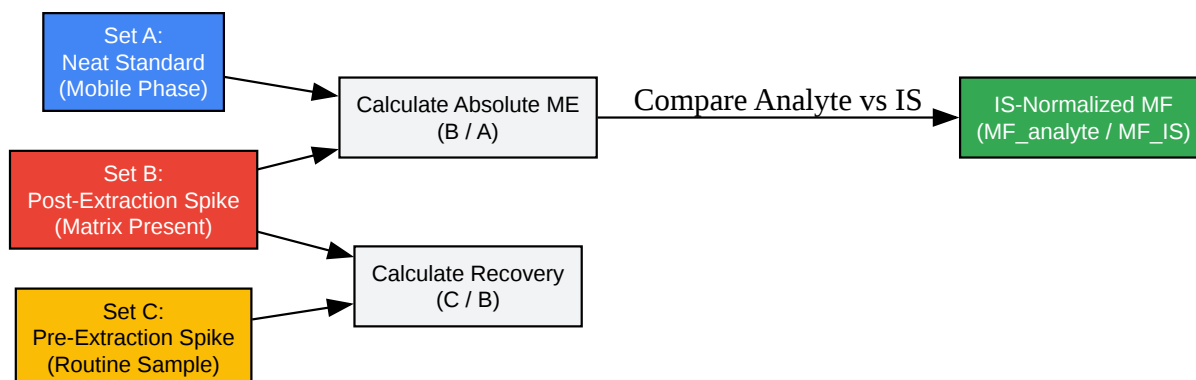 Set A:
Neat Standard
(Mobile Phase)
Set B:
Post-Extraction Spike
(Matrix Present)
Set C:
Pre-Extraction Spike
(Routine Sample)
Calculate Absolute ME
(B / A)
Calculate Recovery
(C / B)
Compare Analyte vs IS
IS-Normalized MF
(MF_analyte / MF_IS)